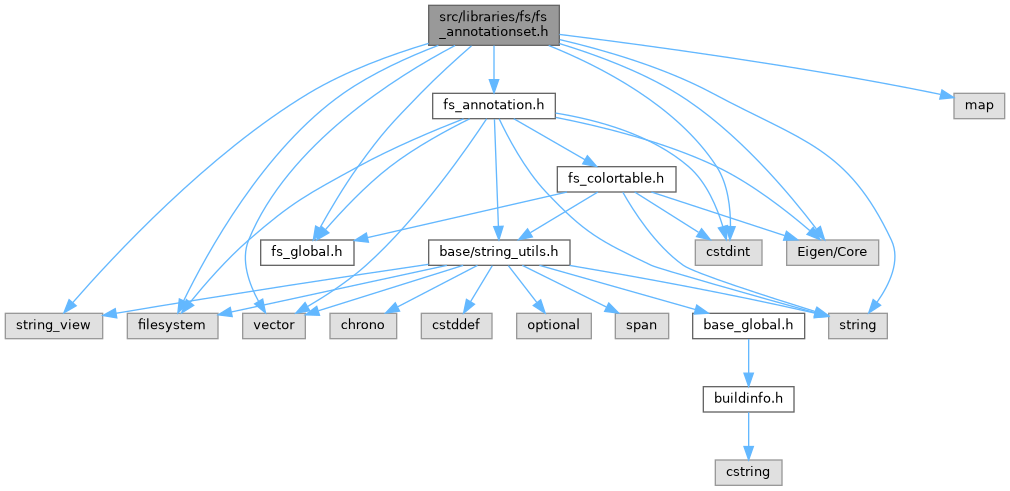 src/libraries/fs/fs
_annotationset.h
map
fs_annotation.h
fs_colortable.h
fs_global.h
base/string_utils.h
cstdint
Eigen/Core
string_view
filesystem
vector
chrono
cstddef
optional
span
base_global.h
string
buildinfo.h
cstring